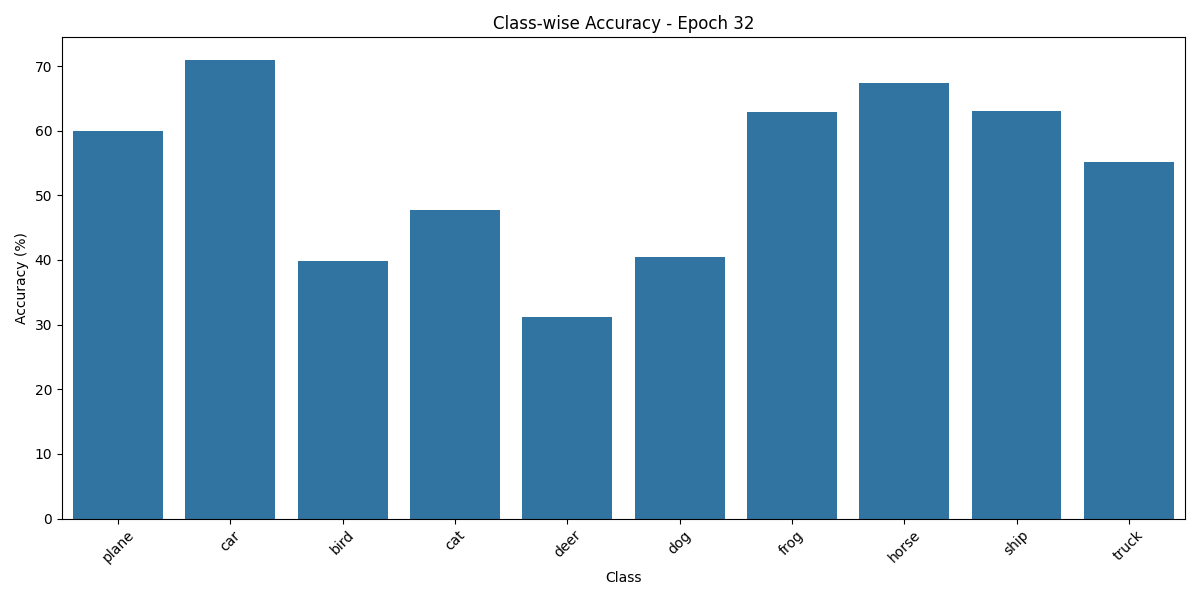 Class-wise Accuracy - Epoch 32
Accuracy (%)
70
60
50
40
30
20
10
0
plane
car
bird
cat
deer
dog
frog
horse
ship
truck
Class